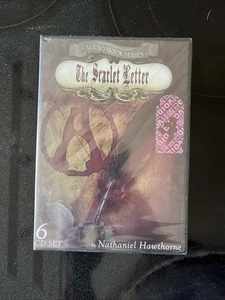 AUDIO BOOK SERIES
The Scarlet Letter
6
CD SET
by Nathaniel Hawthorne